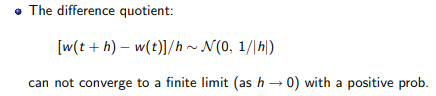 The difference quotient:
[w(t + h) − w(t)]/h ∼ N(0, 1/|h|)
can not converge to a finite limit (as h → 0) with a positive prob.